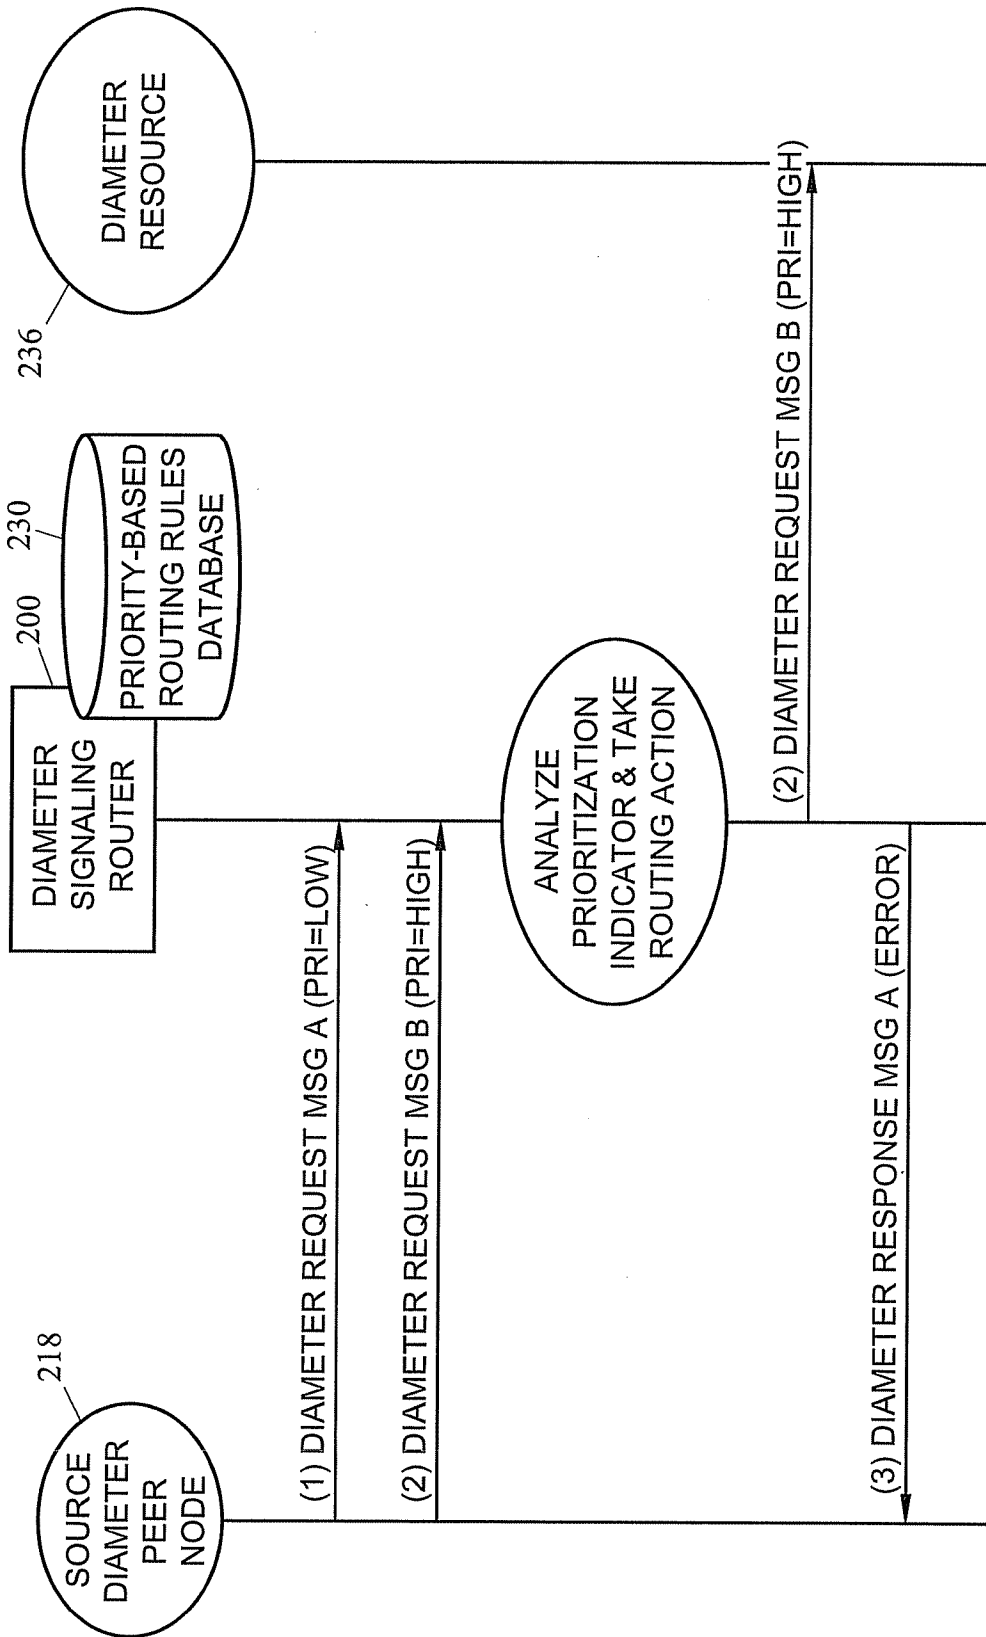 SOURCE
DIAMETER
PEER
NODE
218
DIAMETER
SIGNALING
ROUTER
200
230
PRIORITY-BASED
ROUTING RULES
DATABASE
236
DIAMETER
RESOURCE
(1) DIAMETER REQUEST MSG A (PRI=LOW)
(2) DIAMETER REQUEST MSG B (PRI=HIGH)
ANALYZE
PRIORITIZATION
INDICATOR & TAKE
ROUTING ACTION
(2) DIAMETER REQUEST MSG B (PRI=HIGH)
(3) DIAMETER RESPONSE MSG A (ERROR)